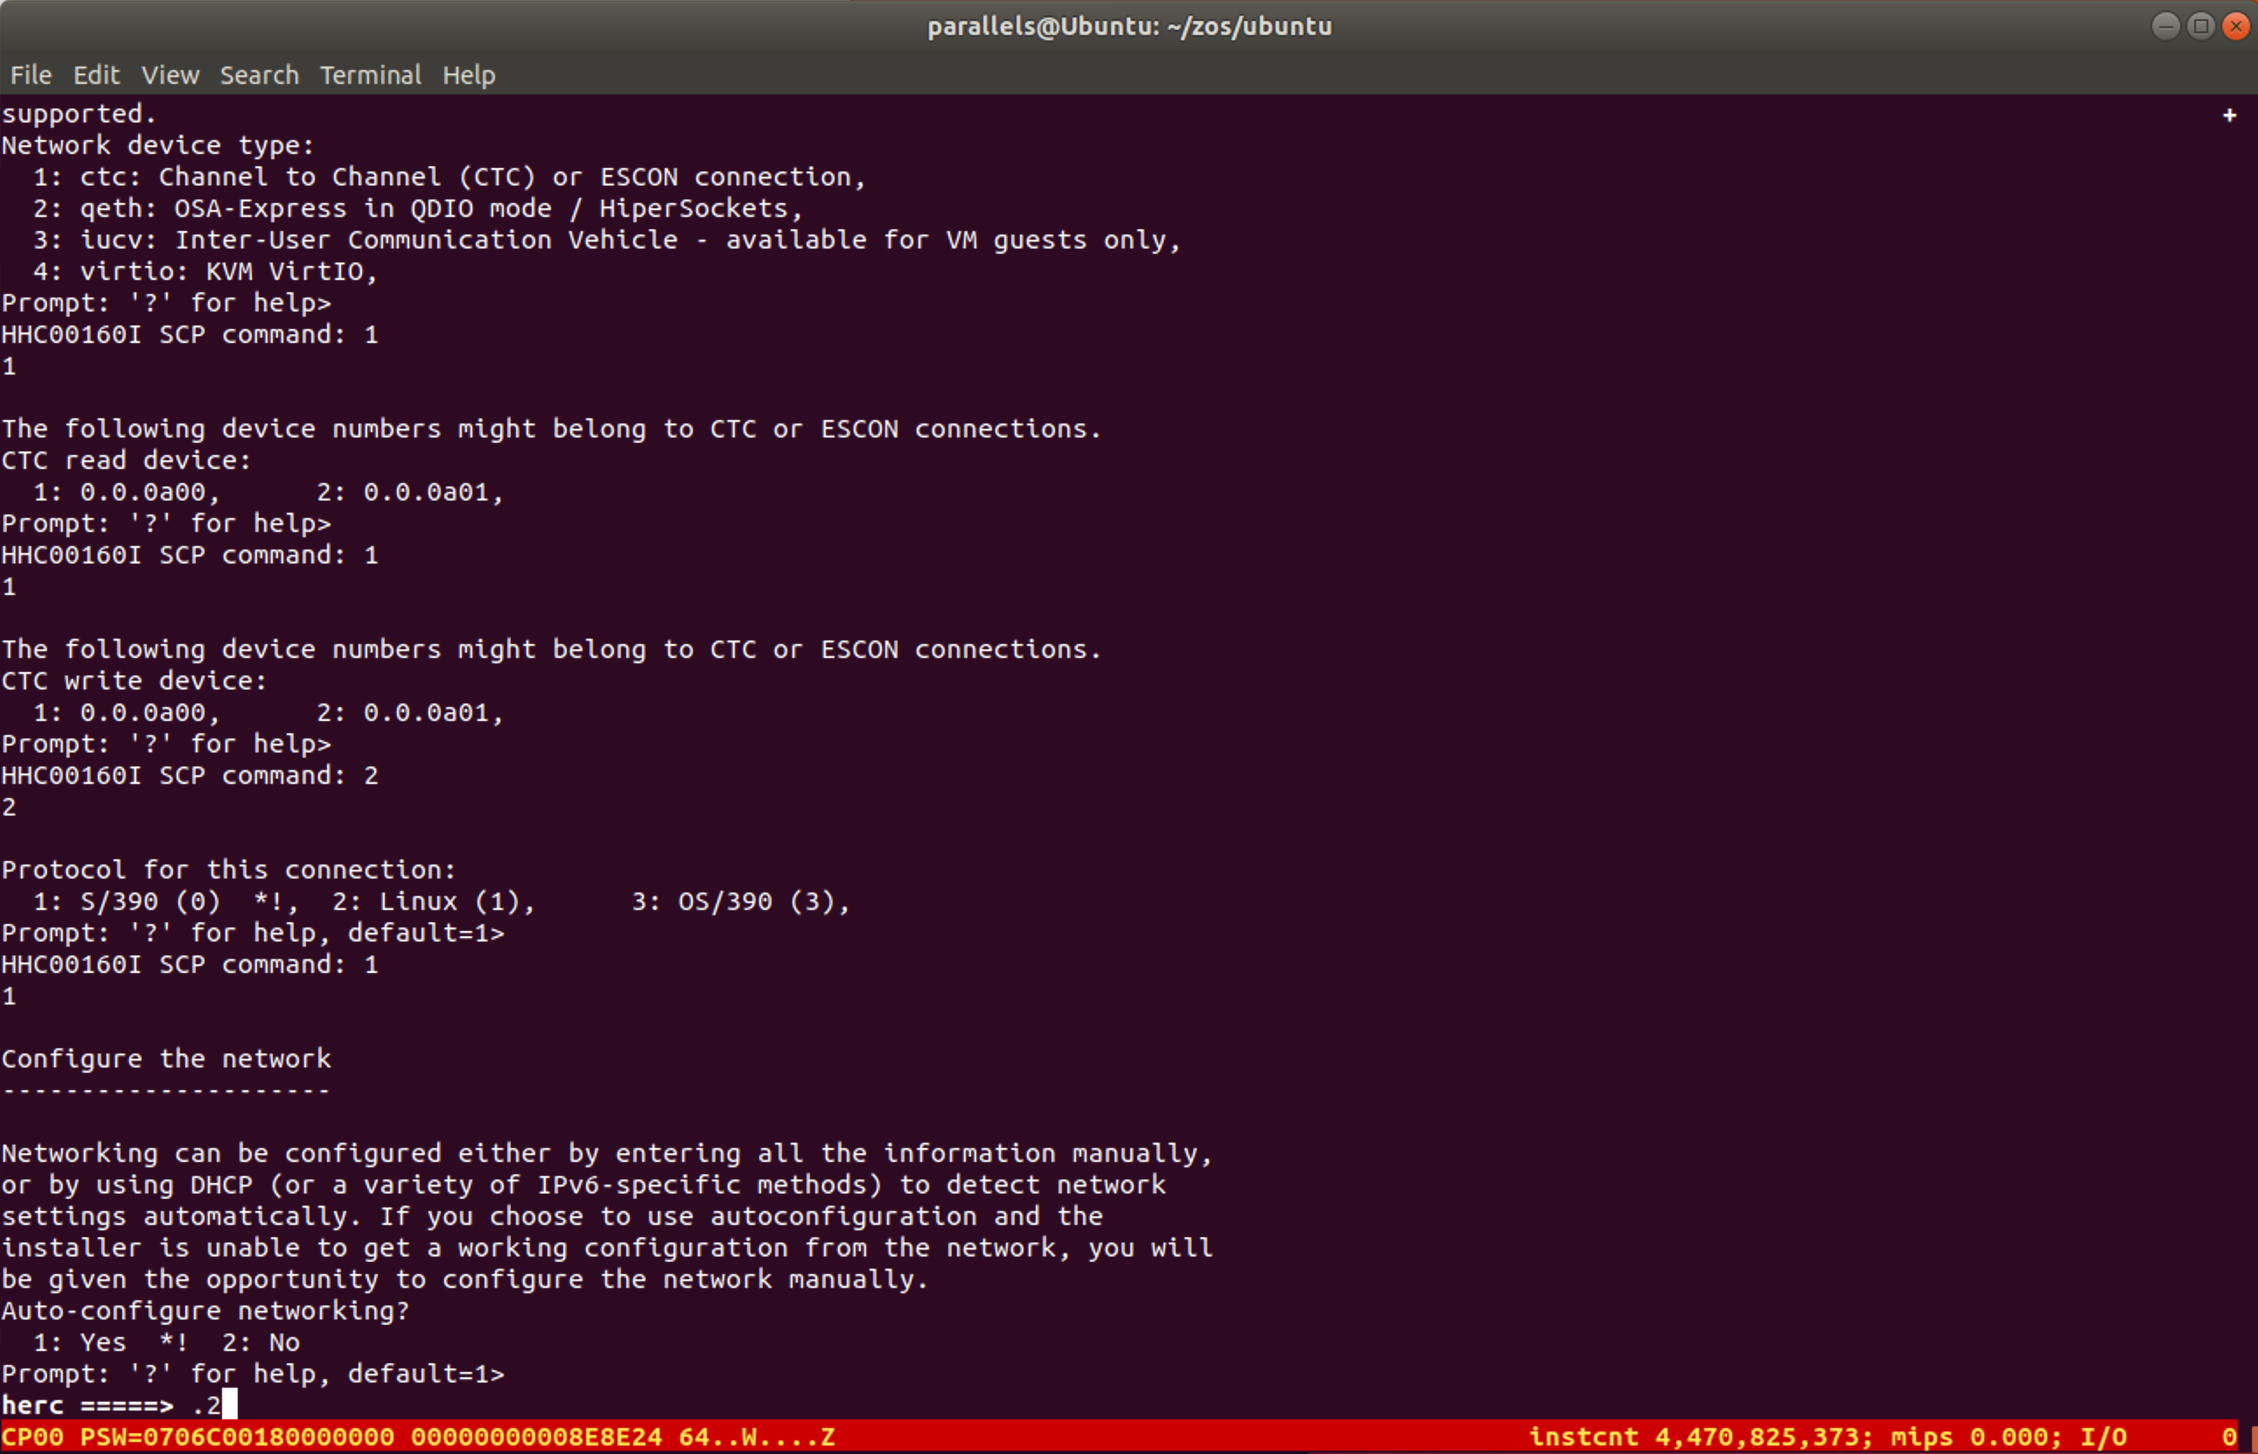 parallels@Ubuntu: ~/zos/ubuntu
File Edit View Search Terminal Help
supported. +
Network device type:
  1: ctc: Channel to Channel (CTC) or ESCON connection,
  2: qeth: OSA-Express in QDIO mode / HiperSockets,
  3: iucv: Inter-User Communication Vehicle - available for VM guests only,
  4: virtio: KVM VirtIO,
Prompt: '?' for help>
HHC00160I SCP command: 1
1
The following device numbers might belong to CTC or ESCON connections.
CTC read device:
  1: 0.0.0a00,      2: 0.0.0a01,
Prompt: '?' for help>
HHC00160I SCP command: 1
1
The following device numbers might belong to CTC or ESCON connections.
CTC write device:
  1: 0.0.0a00,      2: 0.0.0a01,
Prompt: '?' for help>
HHC00160I SCP command: 2
2
Protocol for this connection:
  1: S/390 (0)  *!,  2: Linux (1),      3: OS/390 (3),
Prompt: '?' for help, default=1>
HHC00160I SCP command: 1
1
Configure the network
---------------------
Networking can be configured either by entering all the information manually,
or by using DHCP (or a variety of IPv6-specific methods) to detect network
settings automatically. If you choose to use autoconfiguration and the
installer is unable to get a working configuration from the network, you will
be given the opportunity to configure the network manually.
Auto-configure networking?
  1: Yes  *!  2: No
Prompt: '?' for help, default=1>
herc =====> .2
CP00 PSW=0706C00180000000 00000000008E8E24 64..W....Z instcnt 4,470,825,373; mips 0.000; I/O 0